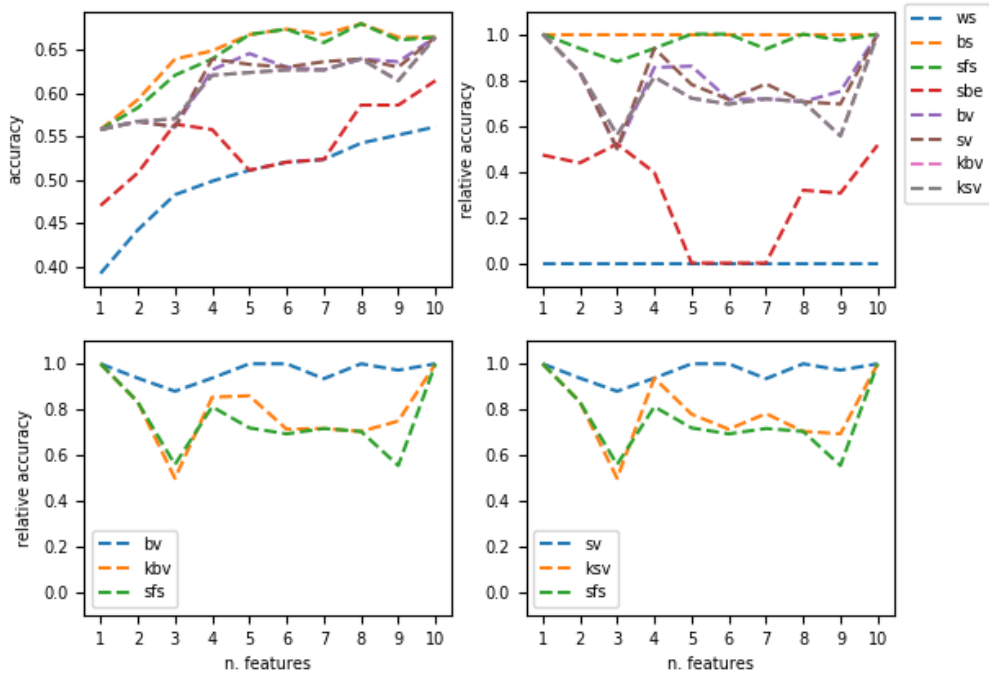 0.65
0.60
0.55
0.50
0.45
0.40
accuracy
1 2 3 4 5 6 7 8 9 10
1.0
0.8
0.6
0.4
0.2
0.0
relative accuracy
1 2 3 4 5 6 7 8 9 10
ws
bs
sfs
sbe
bv
sv
kbv
ksv
1.0
0.8
0.6
0.4
0.2
0.0
relative accuracy
bv
kbv
sfs
1 2 3 4 5 6 7 8 9 10
n. features
1.0
0.8
0.6
0.4
0.2
0.0
sv
ksv
sfs
1 2 3 4 5 6 7 8 9 10
n. features